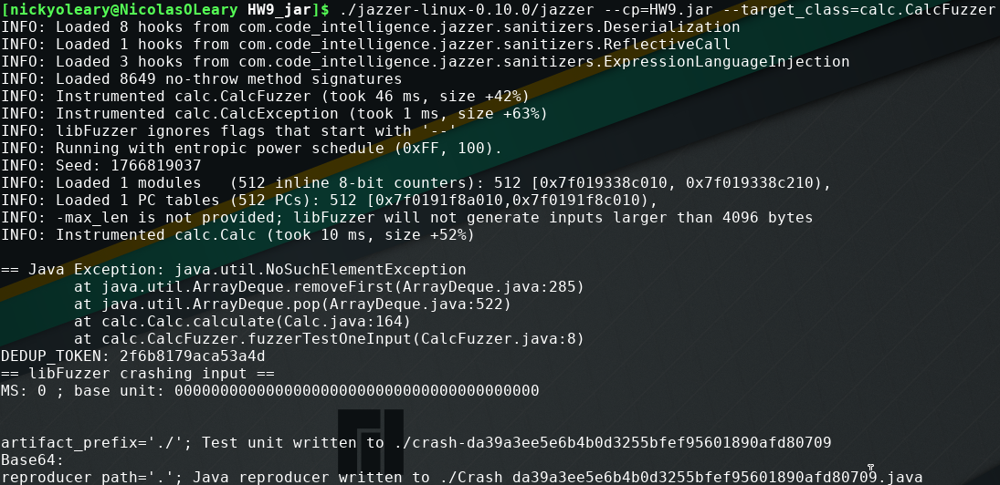 [nickyoleary@NicolasOLeary HW9_jar]$ ./jazzer-linux-0.10.0/jazzer --cp=HW9.jar --target_class=calc.CalcFuzzer
INFO: Loaded 8 hooks from com.code_intelligence.jazzer.sanitizers.Deserialization
INFO: Loaded 1 hooks from com.code_intelligence.jazzer.sanitizers.ReflectiveCall
INFO: Loaded 3 hooks from com.code_intelligence.jazzer.sanitizers.ExpressionLanguageInjection
INFO: Loaded 8649 no-throw method signatures
INFO: Instrumented calc.CalcFuzzer (took 46 ms, size +42%)
INFO: Instrumented calc.CalcException (took 1 ms, size +63%)
INFO: libFuzzer ignores flags that start with '--'
INFO: Running with entropic power schedule (0xFF, 100).
INFO: Seed: 1766819037
INFO: Loaded 1 modules   (512 inline 8-bit counters): 512 [0x7f019338c010, 0x7f019338c210),
INFO: Loaded 1 PC tables (512 PCs): 512 [0x7f0191f8a010,0x7f0191f8c010),
INFO: -max_len is not provided; libFuzzer will not generate inputs larger than 4096 bytes
INFO: Instrumented calc.Calc (took 10 ms, size +52%)
== Java Exception: java.util.NoSuchElementException
        at java.util.ArrayDeque.removeFirst(ArrayDeque.java:285)
        at java.util.ArrayDeque.pop(ArrayDeque.java:522)
        at calc.Calc.calculate(Calc.java:164)
        at calc.CalcFuzzer.fuzzerTestOneInput(CalcFuzzer.java:8)
DEDUP_TOKEN: 2f6b8179aca53a4d
== libFuzzer crashing input ==
MS: 0 ; base unit: 0000000000000000000000000000000000000000
artifact_prefix='./'; Test unit written to ./crash-da39a3ee5e6b4b0d3255bfef95601890afd80709
Base64:
reproducer_path='.'; Java reproducer written to ./Crash_da39a3ee5e6b4b0d3255bfef95601890afd80709.java